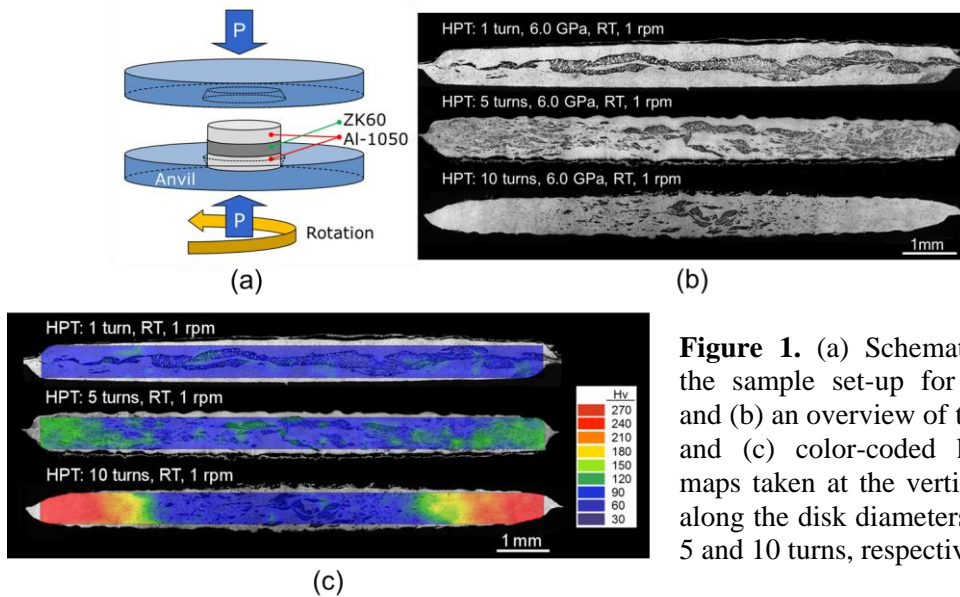 P
ZK60
Al-1050
Anvil
P
Rotation
(a)
HPT: 1 turn, 6.0 GPa, RT, 1 rpm
HPT: 5 turns, 6.0 GPa, RT, 1 rpm
HPT: 10 turns, 6.0 GPa, RT, 1 rpm
1mm
(b)
HPT: 1 turn, RT, 1 rpm
HPT: 5 turns, RT, 1 rpm
HPT: 10 turns, RT, 1 rpm
Hv
270
240
210
180
150
120
90
60
30
1 mm
(c)
Figure 1. (a) Schemat
the sample set-up for
and (b) an overview of t
and (c) color-coded
maps taken at the verti
along the disk diameters
5 and 10 turns, respectiv